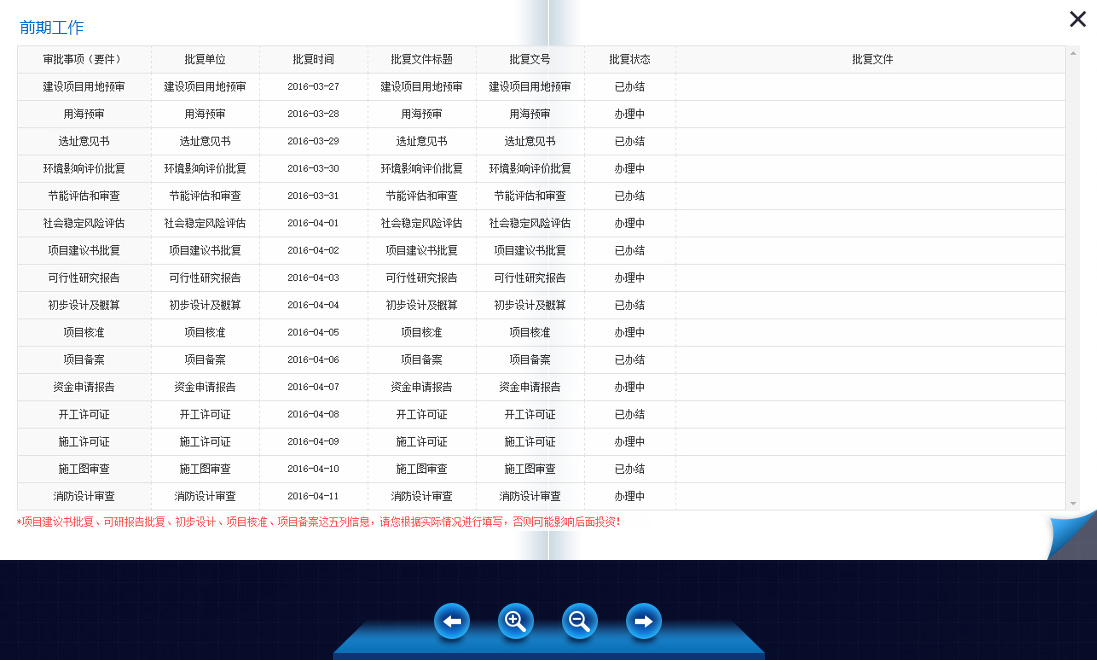 前期工作
审批事项（要件） 批复单位 批复时间 批复文件标题 批复文号 批复状态 批复文件
建设项目用地预审 建设项目用地预审 2016-03-27 建设项目用地预审 建设项目用地预审 已办结
用海预审 用海预审 2016-03-28 用海预审 用海预审 办理中
选址意见书 选址意见书 2016-03-29 选址意见书 选址意见书 已办结
环境影响评价批复 环境影响评价批复 2016-03-30 环境影响评价批复 环境影响评价批复 办理中
节能评估和审查 节能评估和审查 2016-03-31 节能评估和审查 节能评估和审查 已办结
社会稳定风险评估 社会稳定风险评估 2016-04-01 社会稳定风险评估 社会稳定风险评估 办理中
项目建议书批复 项目建议书批复 2016-04-02 项目建议书批复 项目建议书批复 已办结
可行性研究报告 可行性研究报告 2016-04-03 可行性研究报告 可行性研究报告 办理中
初步设计及概算 初步设计及概算 2016-04-04 初步设计及概算 初步设计及概算 已办结
项目核准 项目核准 2016-04-05 项目核准 项目核准 办理中
项目备案 项目备案 2016-04-06 项目备案 项目备案 已办结
资金申请报告 资金申请报告 2016-04-07 资金申请报告 资金申请报告 办理中
开工许可证 开工许可证 2016-04-08 开工许可证 开工许可证 已办结
施工许可证 施工许可证 2016-04-09 施工许可证 施工许可证 办理中
施工图审查 施工图审查 2016-04-10 施工图审查 施工图审查 已办结
消防设计审查 消防设计审查 2016-04-11 消防设计审查 消防设计审查 办理中
*项目建议书批复、可研报告批复、初步设计、项目核准、项目备案这五列信息，请您根据实际情况进行填写，否则可能影响后面投资！